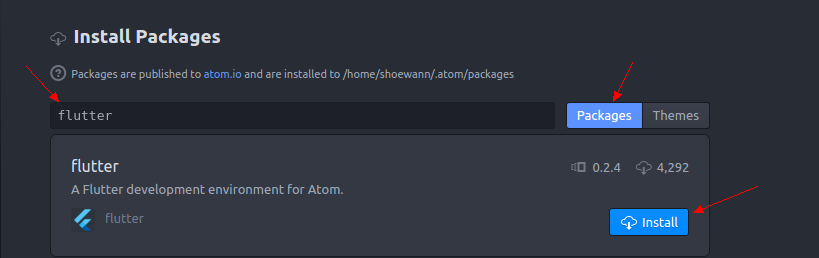 Install Packages
Packages are published to atom.io and are installed to /home/shoewann/.atom/packages
flutter
Packages Themes
flutter 0.2.4 4,292
A Flutter development environment for Atom.
flutter Install